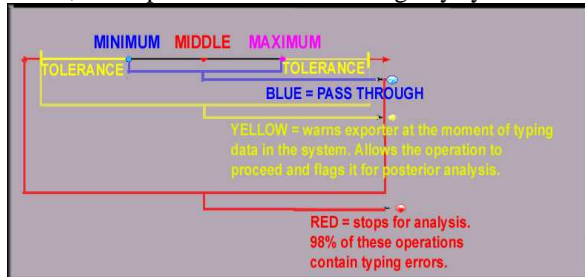 MINIMUM MIDDLE MAXIMUM
TOLERANCE TOLERANCE
BLUE = PASS THROUGH
YELLOW = warns exporter at the moment of typing
data in the system. Allows the operation to
proceed and flags it for posterior analysis.
RED = stops for analysis.
98% of these operations
contain typing errors.